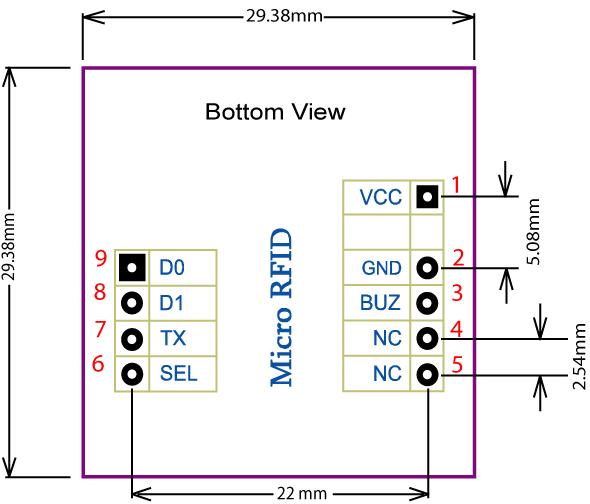 29.38mm
Bottom View
29.38mm
VCC 1
5.08mm
9 D0
GND 2
8 D1
BUZ 3
Micro RFID
7 TX
NC 4
6 SEL
NC 5
2.54mm
22 mm